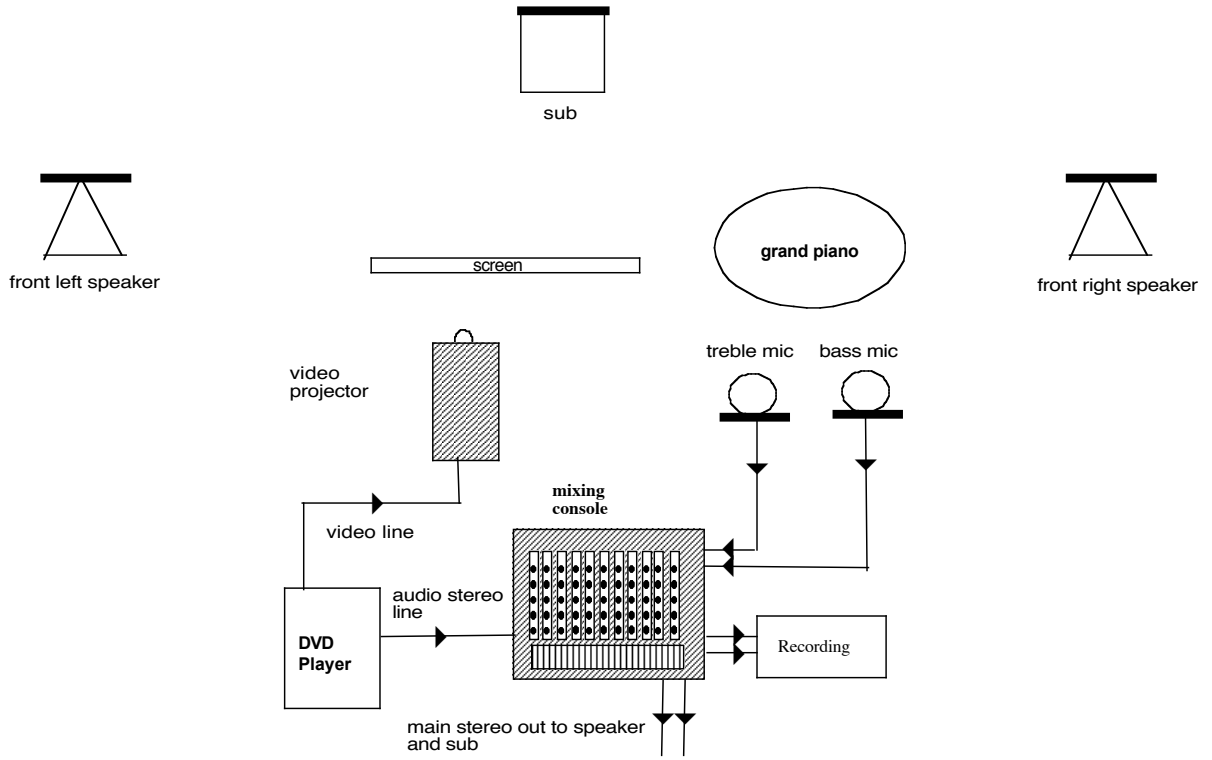 sub
front left speaker
screen
grand piano
front right speaker
treble mic
bass mic
video
projector
mixing
console
video line
audio stereo
line
DVD
Player
Recording
main stereo out to speaker
and sub